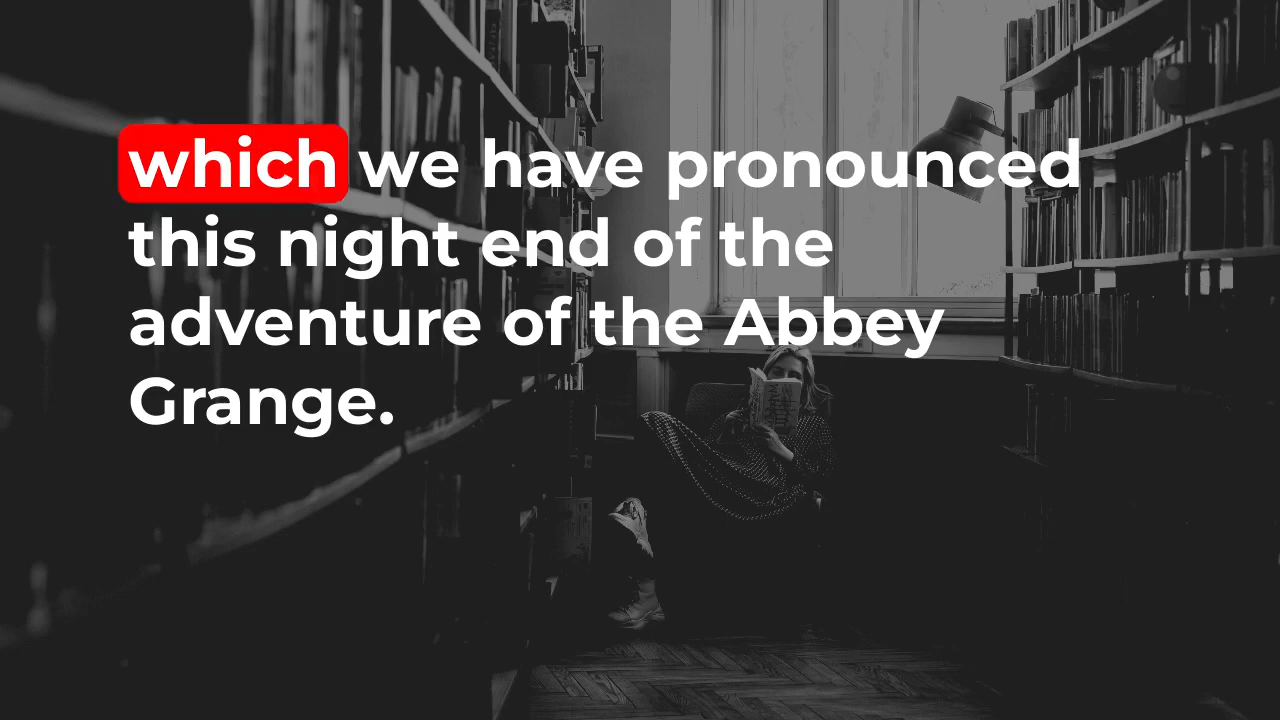 which we have pronounced
this night end of the
adventure of the Abbey
Grange.